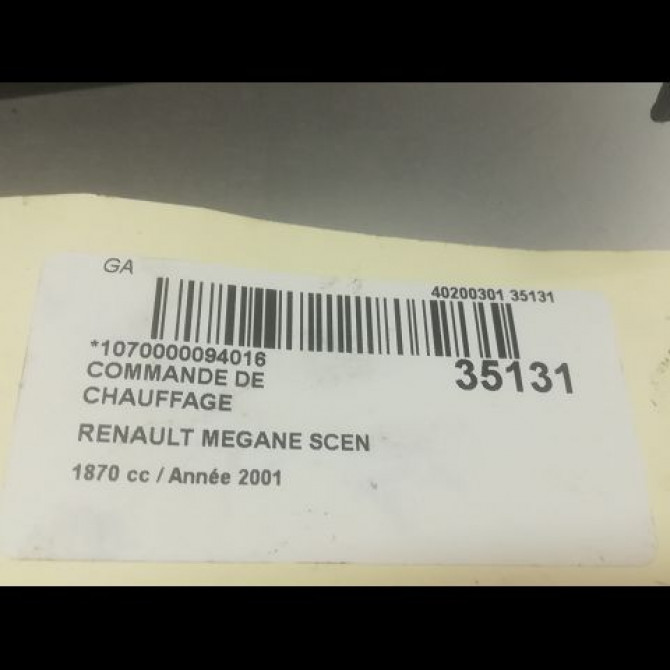 GA
40200301 35131
*1070000094016
35131
COMMANDE DE
CHAUFFAGE
RENAULT MEGANE SCEN
1870 cc / Année 2001